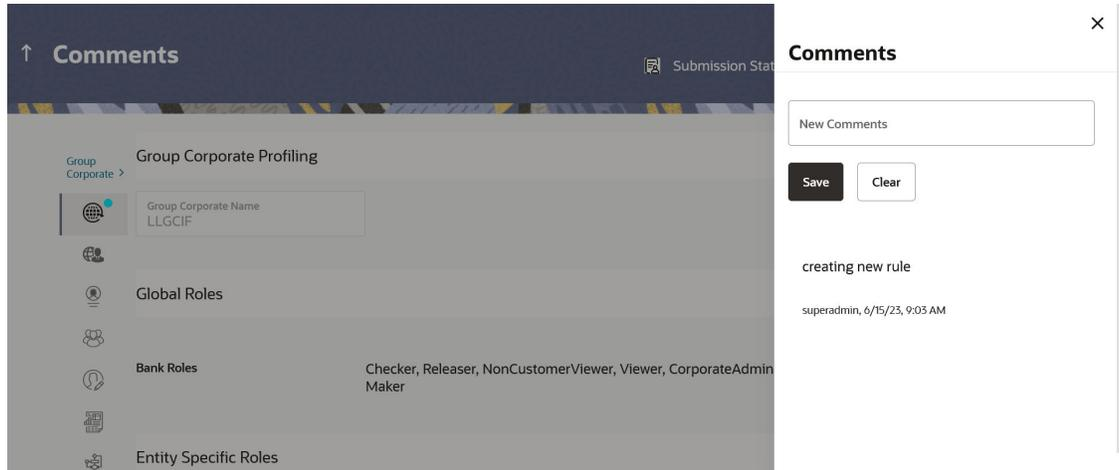 Comments
Submission Stat
Group
Corporate >
Group Corporate Profiling
Group Corporate Name
LLGCIF
Global Roles
Bank Roles
Checker, Releaser, NonCustomerViewer, Viewer, CorporateAdmin
Maker
Entity Specific Roles
Comments
New Comments
Save
Clear
creating new rule
superadmin, 6/15/23, 9:03 AM